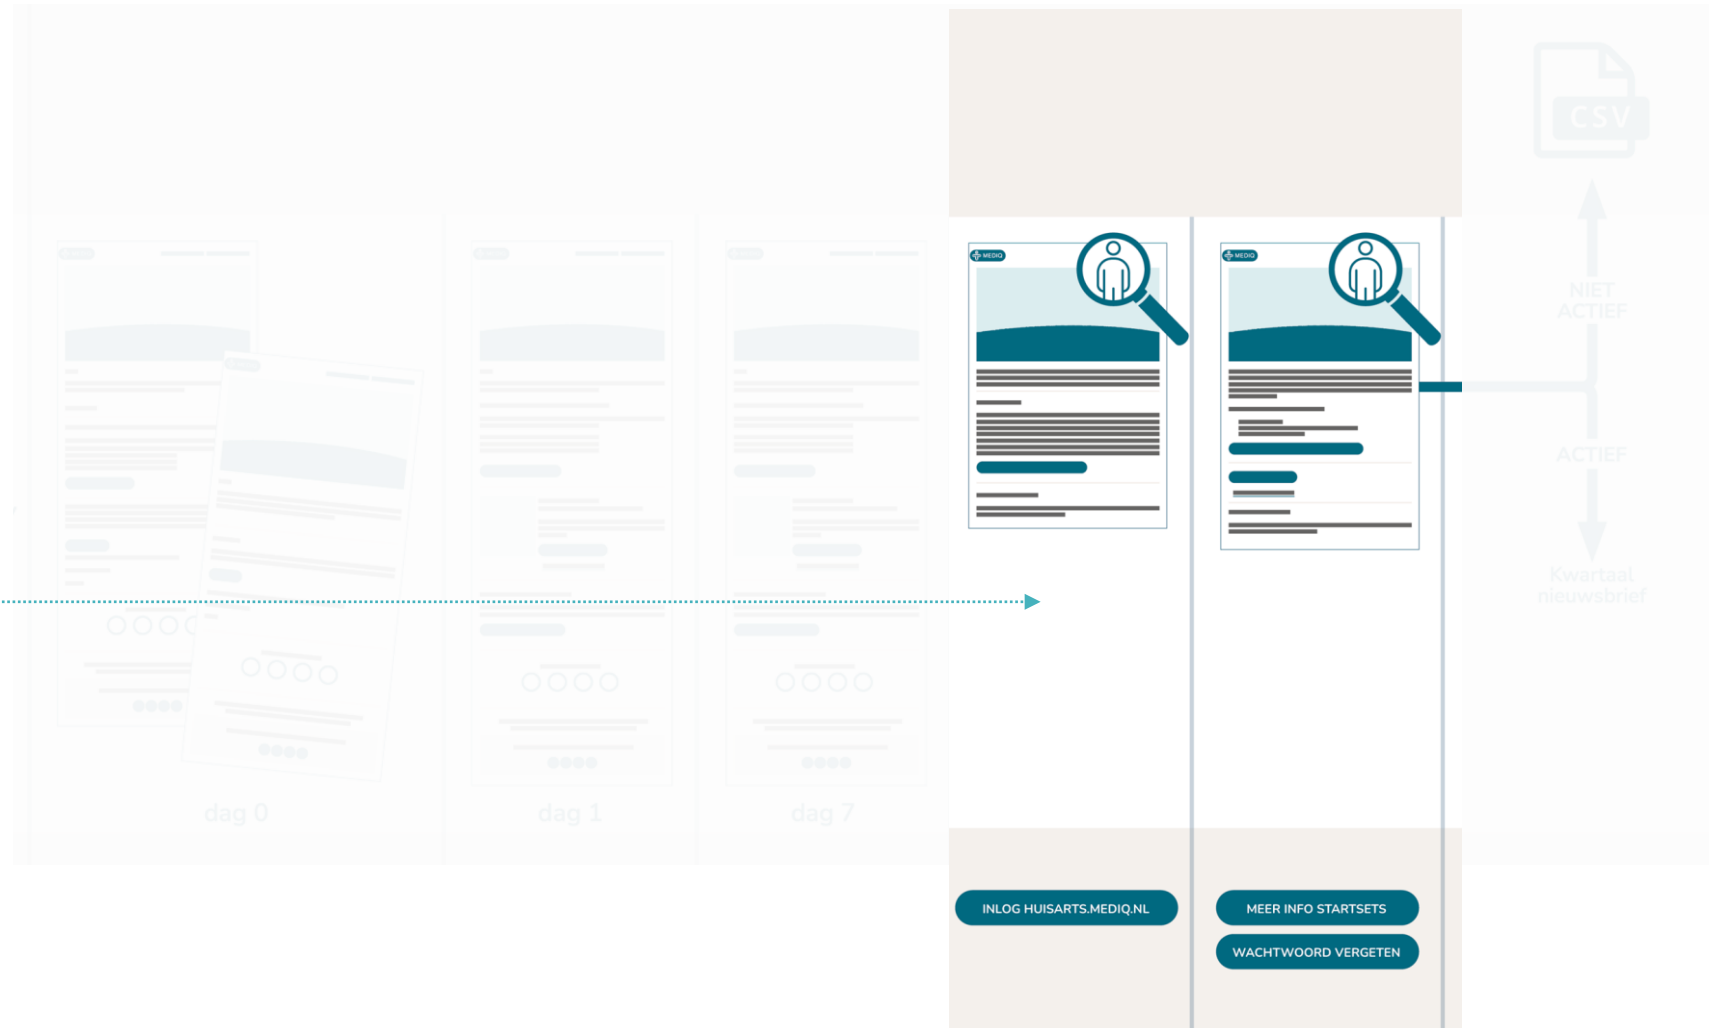 CSV
MEDIQ
MEDIQ
NIET
ACTIEF
ACTIEF
Kwartaal
nieuwsbrief
dag 0
dag 1
dag 7
INLOG HUISARTS.MEDIQ.NL
MEER INFO STARTSETS
WACHTWOORD VERGETEN